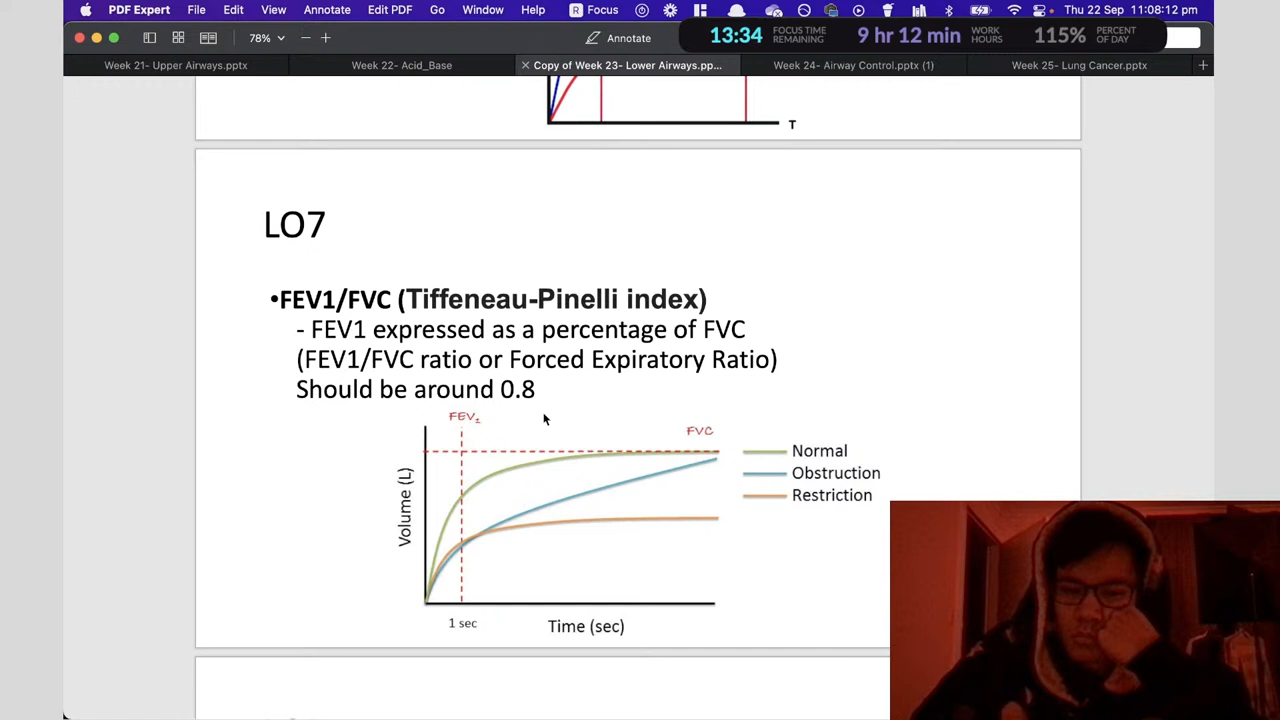 PDF Expert File Edit View Annotate Edit PDF Go Window Help Focus Thu 22 Sep 11:08:12 pm
78% Annotate 13:34 FOCUS TIME REMAINING 9 hr 12 min WORK HOURS 115% PERCENT OF DAY
Week 21- Upper Airways.pptx Week 22- Acid_Base Copy of Week 23- Lower Airways.pp... Week 24- Airway Control.pptx (1) Week 25- Lung Cancer.pptx
T
LO7
•FEV1/FVC (Tiffeneau-Pinelli index)
- FEV1 expressed as a percentage of FVC
(FEV1/FVC ratio or Forced Expiratory Ratio)
Should be around 0.8
FEV₁
FVC
Normal
Obstruction
Restriction
Volume (L)
1 sec
Time (sec)